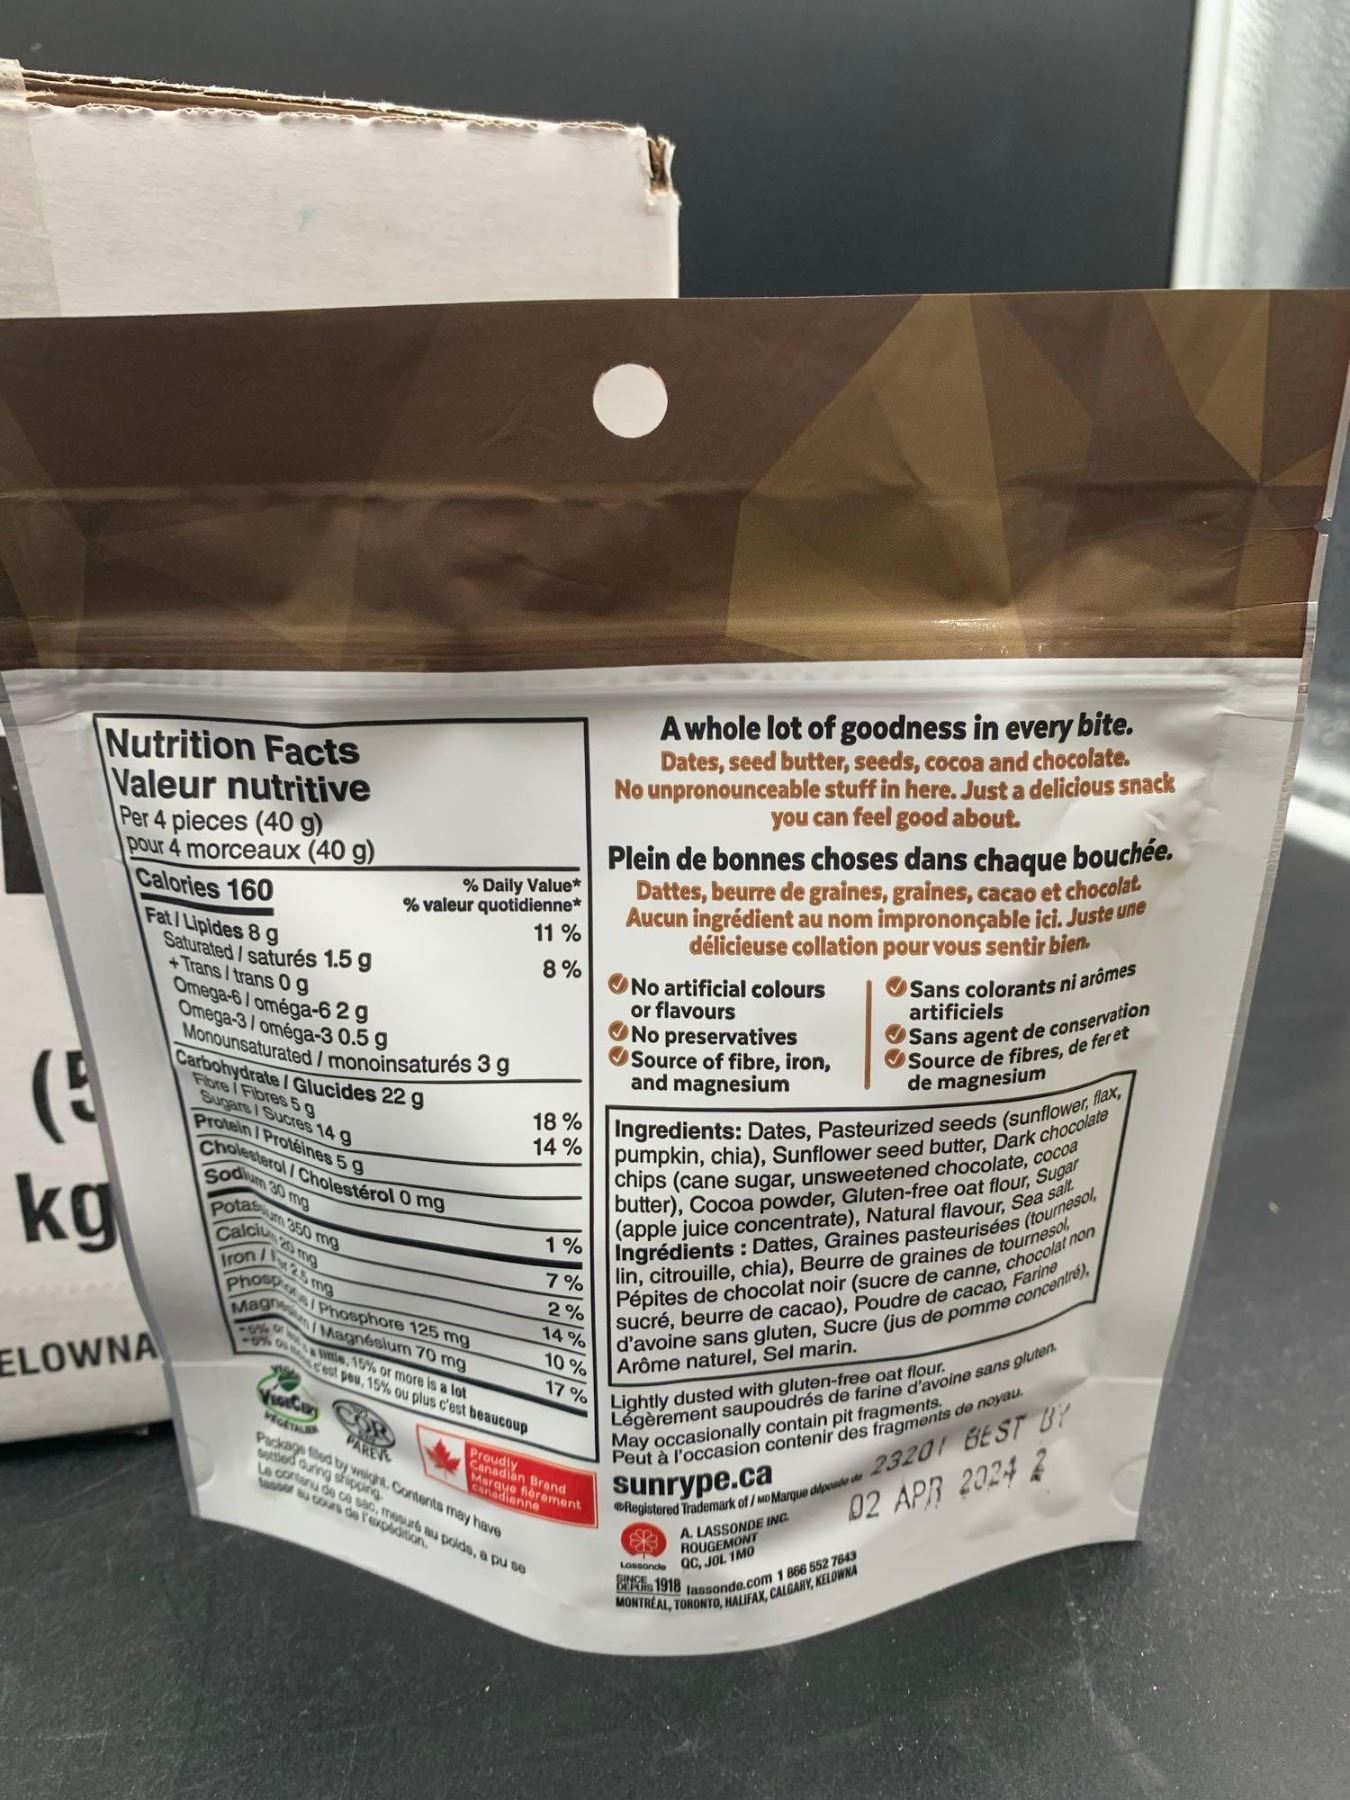 Nutrition Facts
Valeur nutritive
Per 4 pieces (40 g)
pour 4 morceaux (40 g)
Calories 160
% Daily Value*
% valeur quotidienne*
Fat / Lipides 8 g 11 %
Saturated / saturés 1.5 g
+ Trans / trans 0 g 8 %
Omega-6 / oméga-6 2 g
Omega-3 / oméga-3 0.5 g
Monounsaturated / monoinsaturés 3 g
Carbohydrate / Glucides 22 g
Fibre / Fibres 5 g 18 %
Sugars / Sucres 14 g 14 %
Protein / Protéines 5 g
Cholesterol / Cholestérol 0 mg
Sodium 30 mg 1 %
Potassium 350 mg 7 %
Calcium 20 mg 2 %
Iron / Fer 2.5 mg 14 %
Phosphorus / Phosphore 125 mg 10 %
Magnesium / Magnésium 70 mg 17 %
*5% or less is a little, 15% or more is a lot
*5% ou moins c'est peu, 15% ou plus c'est beaucoup
VEGECERT
VÉGÉTALIEN
COR
PAREVE
Proudly
Canadian Brand
Marque fièrement
canadienne
Package filled by weight. Contents may have
settled during shipping.
Le contenu de ce sac, mesuré au poids, a pu se
tasser au cours de l'expédition.
A whole lot of goodness in every bite.
Dates, seed butter, seeds, cocoa and chocolate.
No unpronounceable stuff in here. Just a delicious snack
you can feel good about.
Plein de bonnes choses dans chaque bouchée.
Dattes, beurre de graines, graines, cacao et chocolat.
Aucun ingrédient au nom imprononçable ici. Juste une
délicieuse collation pour vous sentir bien.
No artificial colours
or flavours
No preservatives
Source of fibre, iron,
and magnesium
Sans colorants ni arômes
artificiels
Sans agent de conservation
Source de fibres, de fer et
de magnesium
Ingredients: Dates, Pasteurized seeds (sunflower, flax,
pumpkin, chia), Sunflower seed butter, Dark chocolate
chips (cane sugar, unsweetened chocolate, cocoa
butter), Cocoa powder, Gluten-free oat flour, Sugar
(apple juice concentrate), Natural flavour, Sea salt.
Ingrédients : Dattes, Graines pasteurisées (tournesol,
lin, citrouille, chia), Beurre de graines de tournesol,
Pépites de chocolat noir (sucre de canne, chocolat non
sucré, beurre de cacao), Poudre de cacao, Farine
d'avoine sans gluten, Sucre (jus de pomme concentré),
Arôme naturel, Sel marin.
Lightly dusted with gluten-free oat flour.
Légèrement saupoudrés de farine d'avoine sans gluten.
May occasionally contain pit fragments.
Peut à l'occasion contenir des fragments de noyau.
sunrype.ca
®Registered Trademark of / MD Marque déposée de
23201 BEST BY
02 APR 2024 2
A. LASSONDE INC.
ROUGEMONT
QC, J0L 1M0
Lassonde
SINCE
DEPUIS 1918 lassonde.com 1 866 552 7643
MONTRÉAL, TORONTO, HALIFAX, CALGARY, KELOWNA
(5
kg
ELOWNA